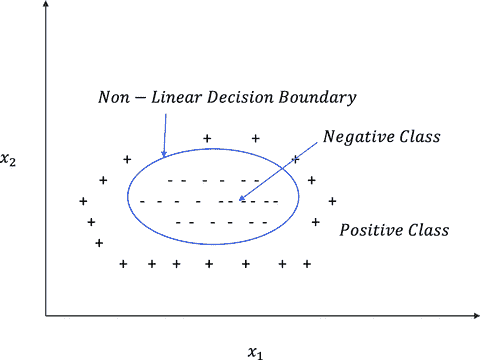 Non – Linear Decision Boundary
Negative Class
x₂
Positive Class
x₁